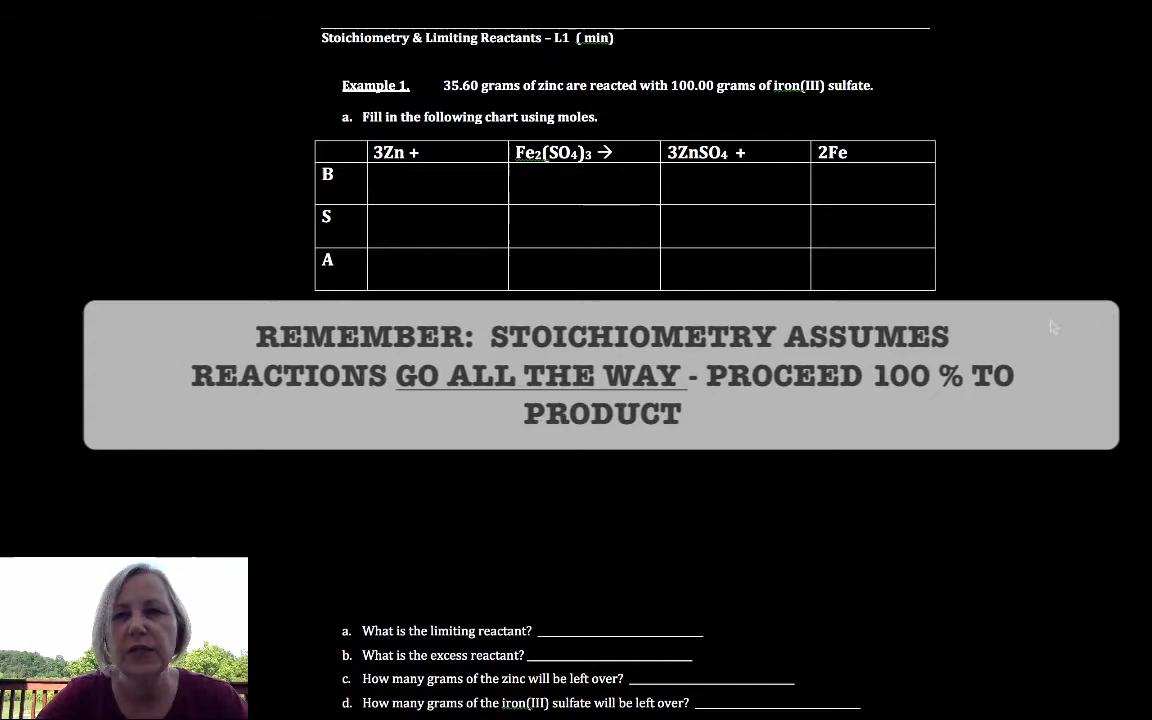 Stoichiometry & Limiting Reactants – L1 ( min)
Example 1. 35.60 grams of zinc are reacted with 100.00 grams of iron(III) sulfate.
a. Fill in the following chart using moles.
3Zn + Fe₂(SO₄)₃ → 3ZnSO₄ + 2Fe
B
S
A
REMEMBER: STOICHIOMETRY ASSUMES
REACTIONS GO ALL THE WAY - PROCEED 100 % TO
PRODUCT
a. What is the limiting reactant?
b. What is the excess reactant?
c. How many grams of the zinc will be left over?
d. How many grams of the iron(III) sulfate will be left over?